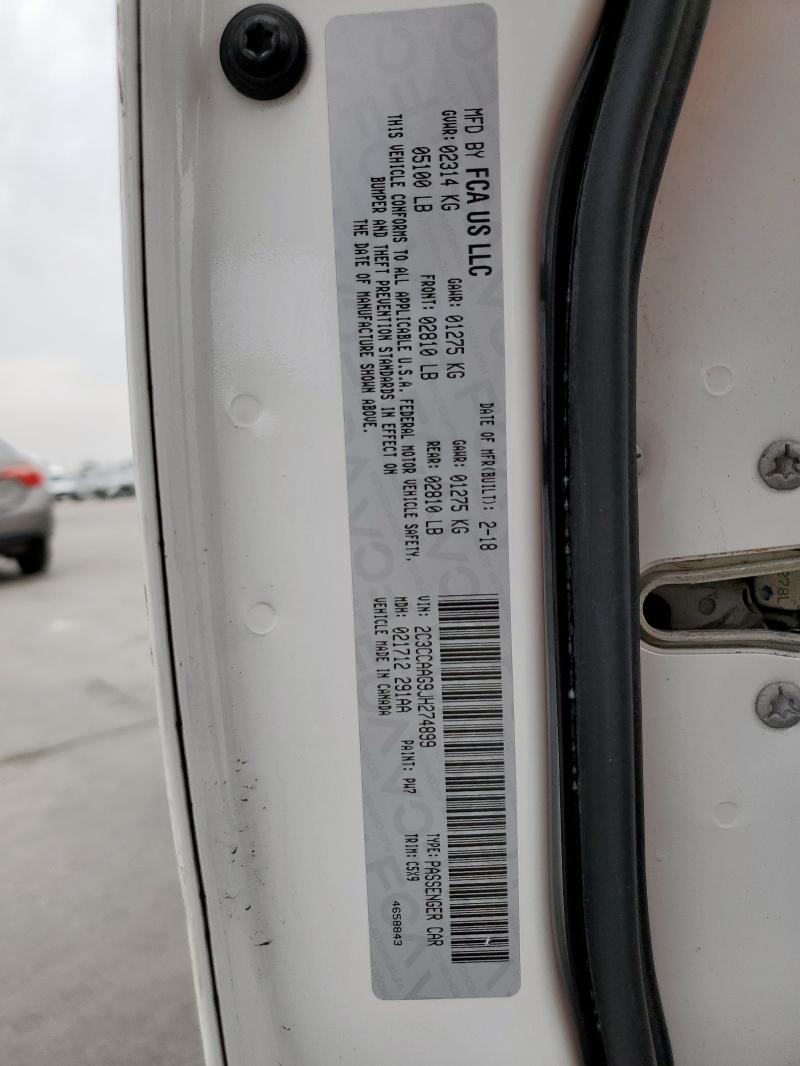 MFD BY FCA US LLC
DATE OF MFR(BUILT): 2-18
GVWR: 02314 KG
GAWR: 01275 KG
GAWR: 01275 KG
05100 LB
FRONT: 02810 LB
REAR: 02810 LB
THIS VEHICLE CONFORMS TO ALL APPLICABLE U.S.A. FEDERAL MOTOR VEHICLE SAFETY,
BUMPER AND THEFT PREVENTION STANDARDS IN EFFECT ON
THE DATE OF MANUFACTURE SHOWN ABOVE.
VIN: 2C3CCAAG9JH274899
TYPE: PASSENGER CAR
MDH: 021712 291AA
PAINT: PW7
TRIM: C5X9
VEHICLE MADE IN CANADA
4658843